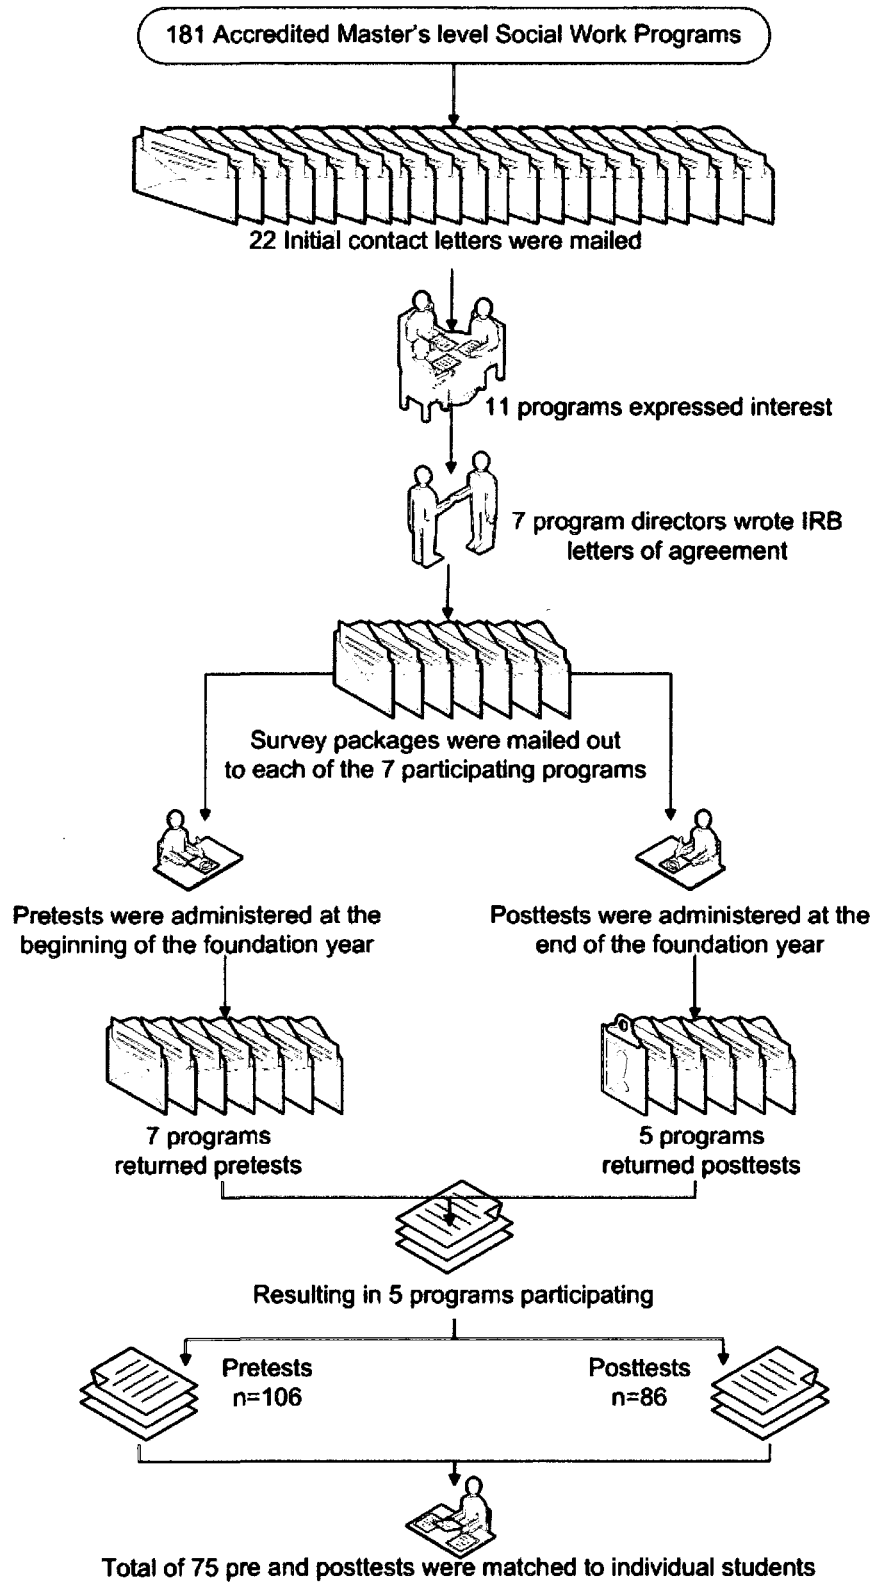 181 Accredited Master's level Social Work Programs
22 Initial contact letters were mailed
11 programs expressed interest
7 program directors wrote IRB
letters of agreement
Survey packages were mailed out
to each of the 7 participating programs
Pretests were administered at the
beginning of the foundation year
Posttests were administered at the
end of the foundation year
7 programs
returned pretests
5 programs
returned posttests
Resulting in 5 programs participating
Pretests
n=106
Posttests
n=86
Total of 75 pre and posttests were matched to individual students